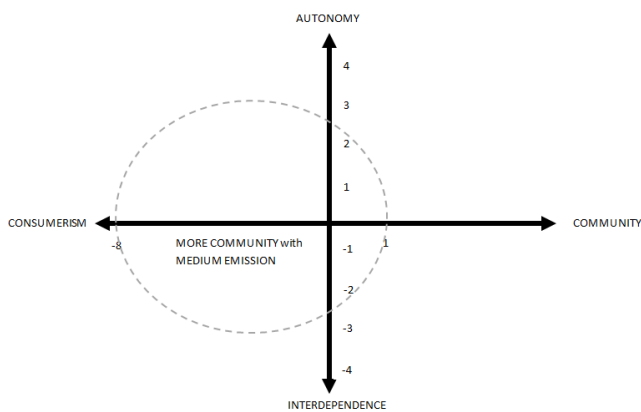 AUTONOMY
4
3
2
1
CONSUMERISM
COMMUNITY
-8
MORE COMMUNITY with
MEDIUM EMISSION
1
-1
-2
-3
-4
INTERDEPENDENCE